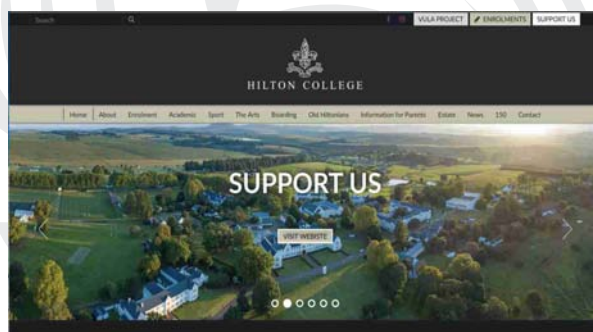 Search
VULA PROJECT ENROLMENTS SUPPORT US
HILTON COLLEGE
Home About Enrolment Academic Sport The Arts Boarding Old Hiltonians Information for Parents Estate News 150 Contact
SUPPORT US
VISIT WEBISTE